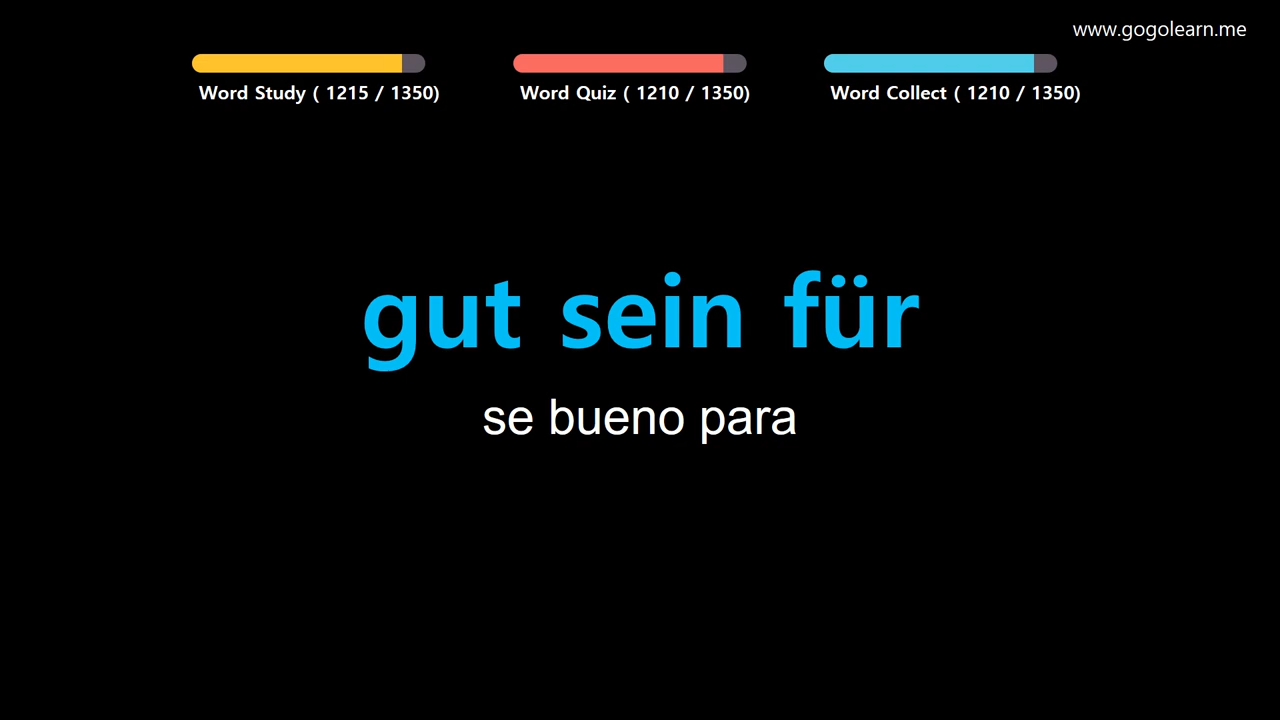 www.gogolearn.me
Word Study ( 1215 / 1350)
Word Quiz ( 1210 / 1350)
Word Collect ( 1210 / 1350)
gut sein für
se bueno para